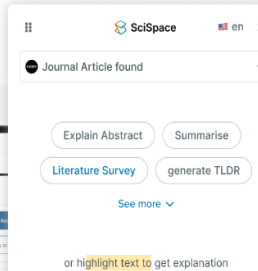 SciSpace
en
Journal Article found
Explain Abstract
Summarise
Literature Survey
generate TLDR
See more
or highlight text to get explanation